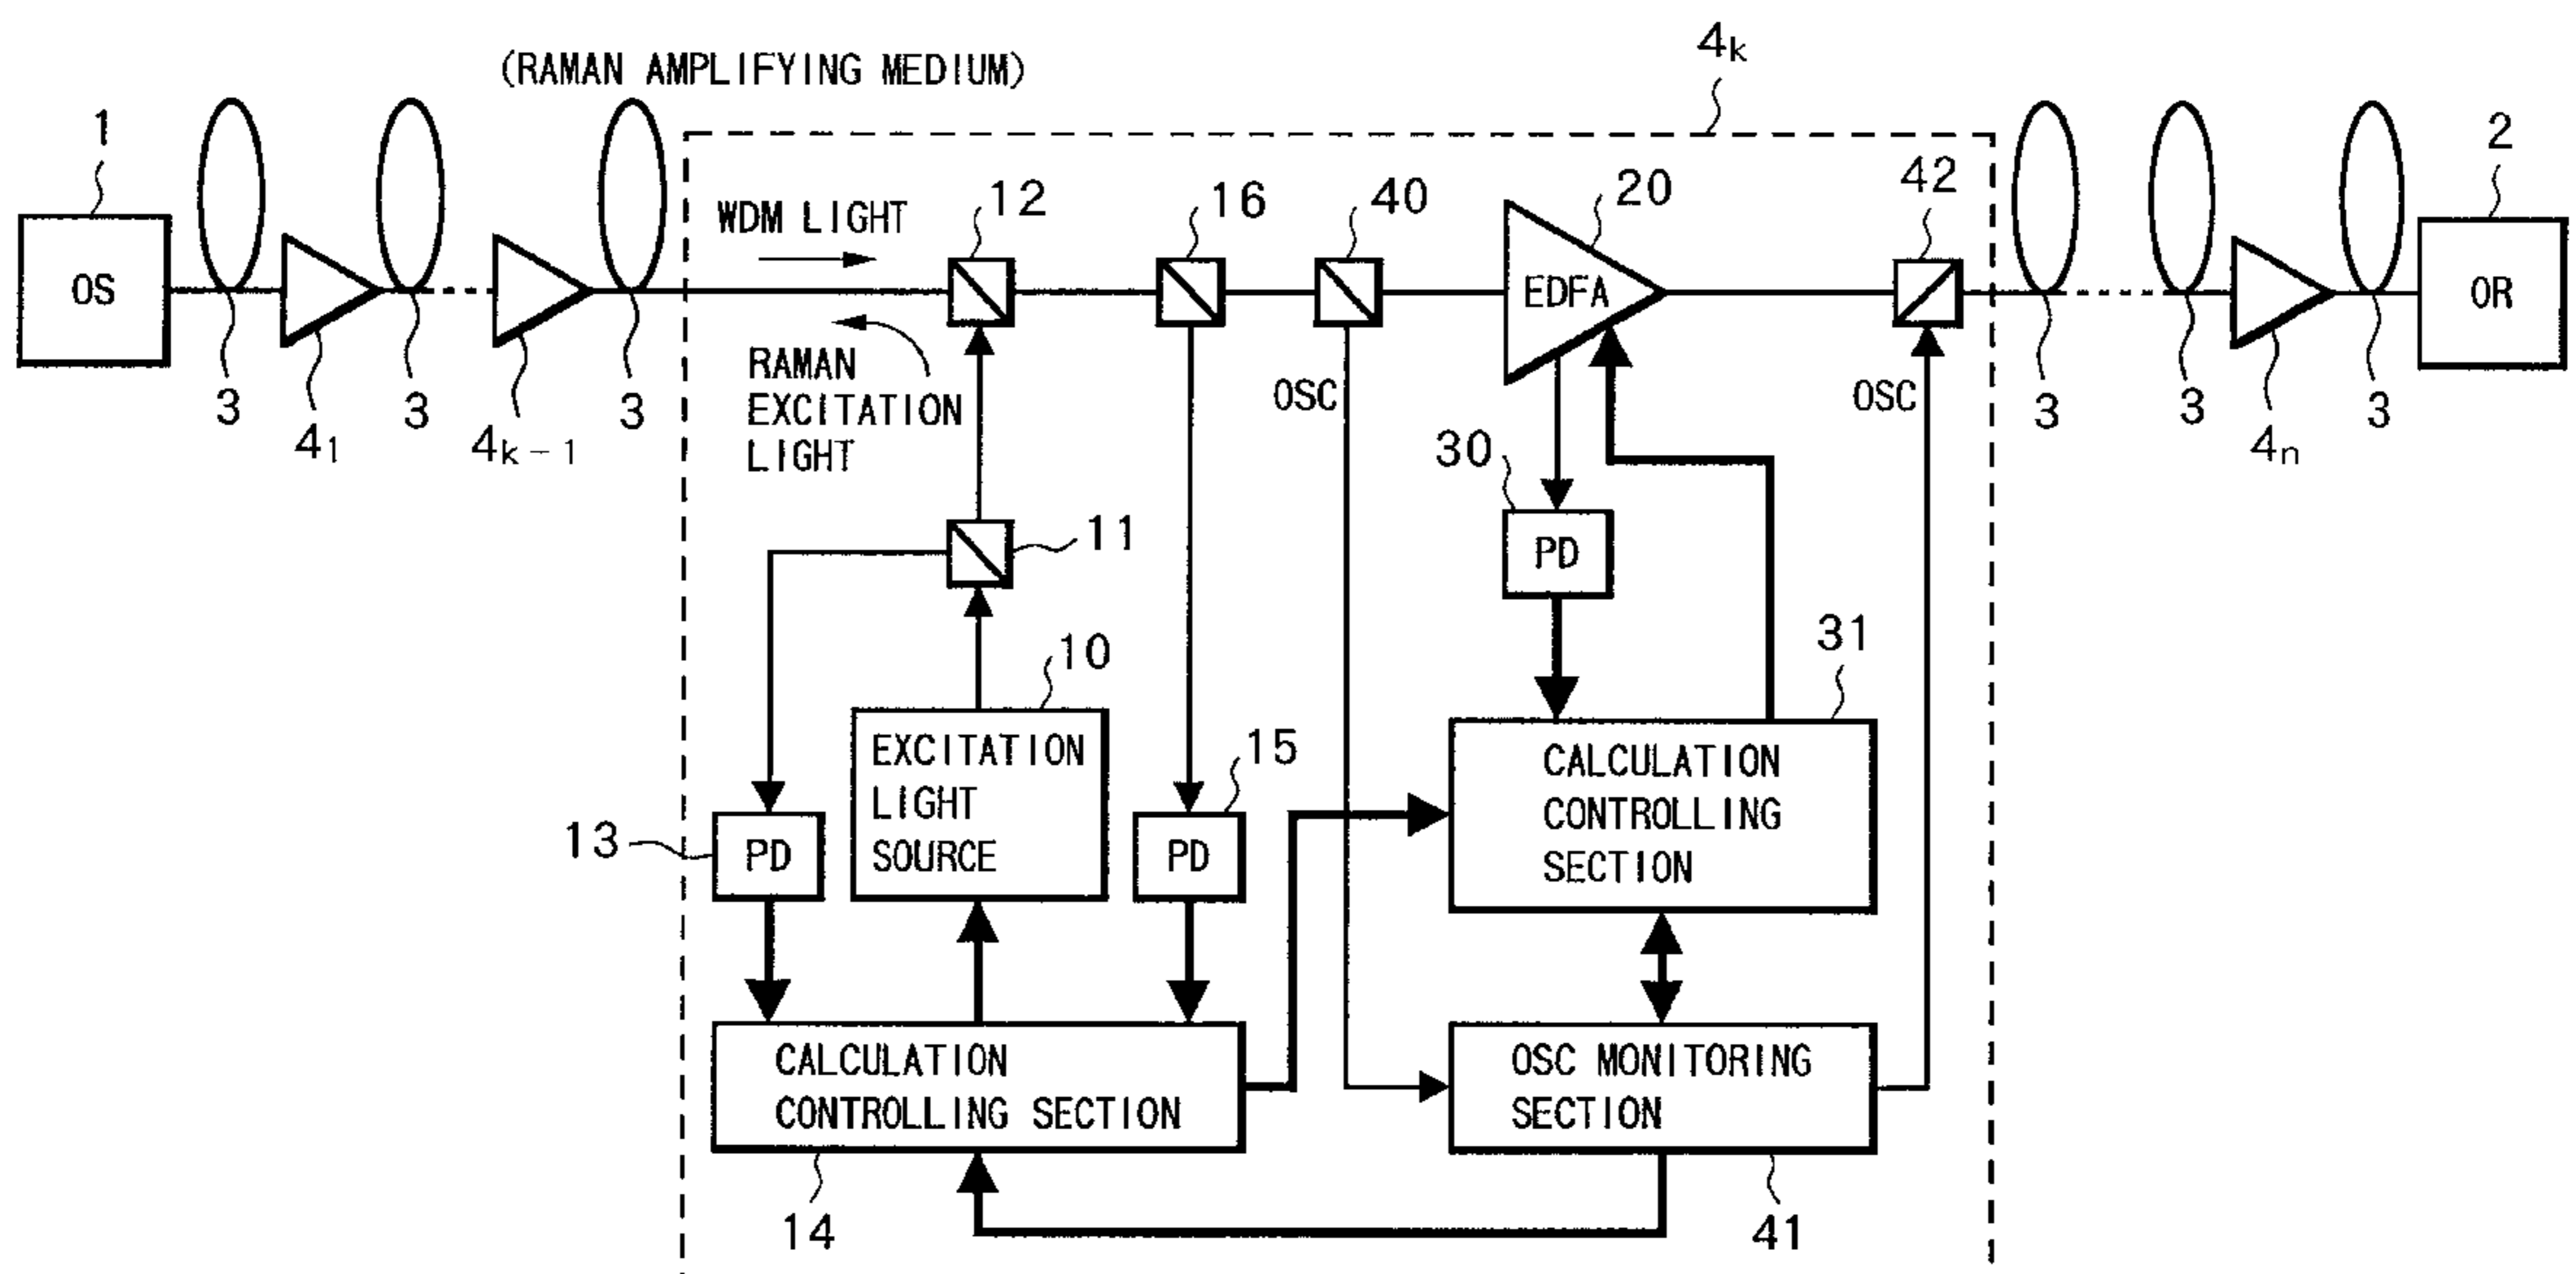 (RAMAN AMPLIFYING MEDIUM)
4k
1
2
12
16
40
20
42
WDM LIGHT
OS
EDFA
OR
RAMAN
EXCITATION
LIGHT
OSC
OSC
3
41
3
4k-1
3
3
3
4n
3
30
11
PD
10
31
EXCITATION
LIGHT
SOURCE
15
CALCULATION
CONTROLLING
SECTION
13
PD
PD
CALCULATION
CONTROLLING SECTION
OSC MONITORING
SECTION
14
41